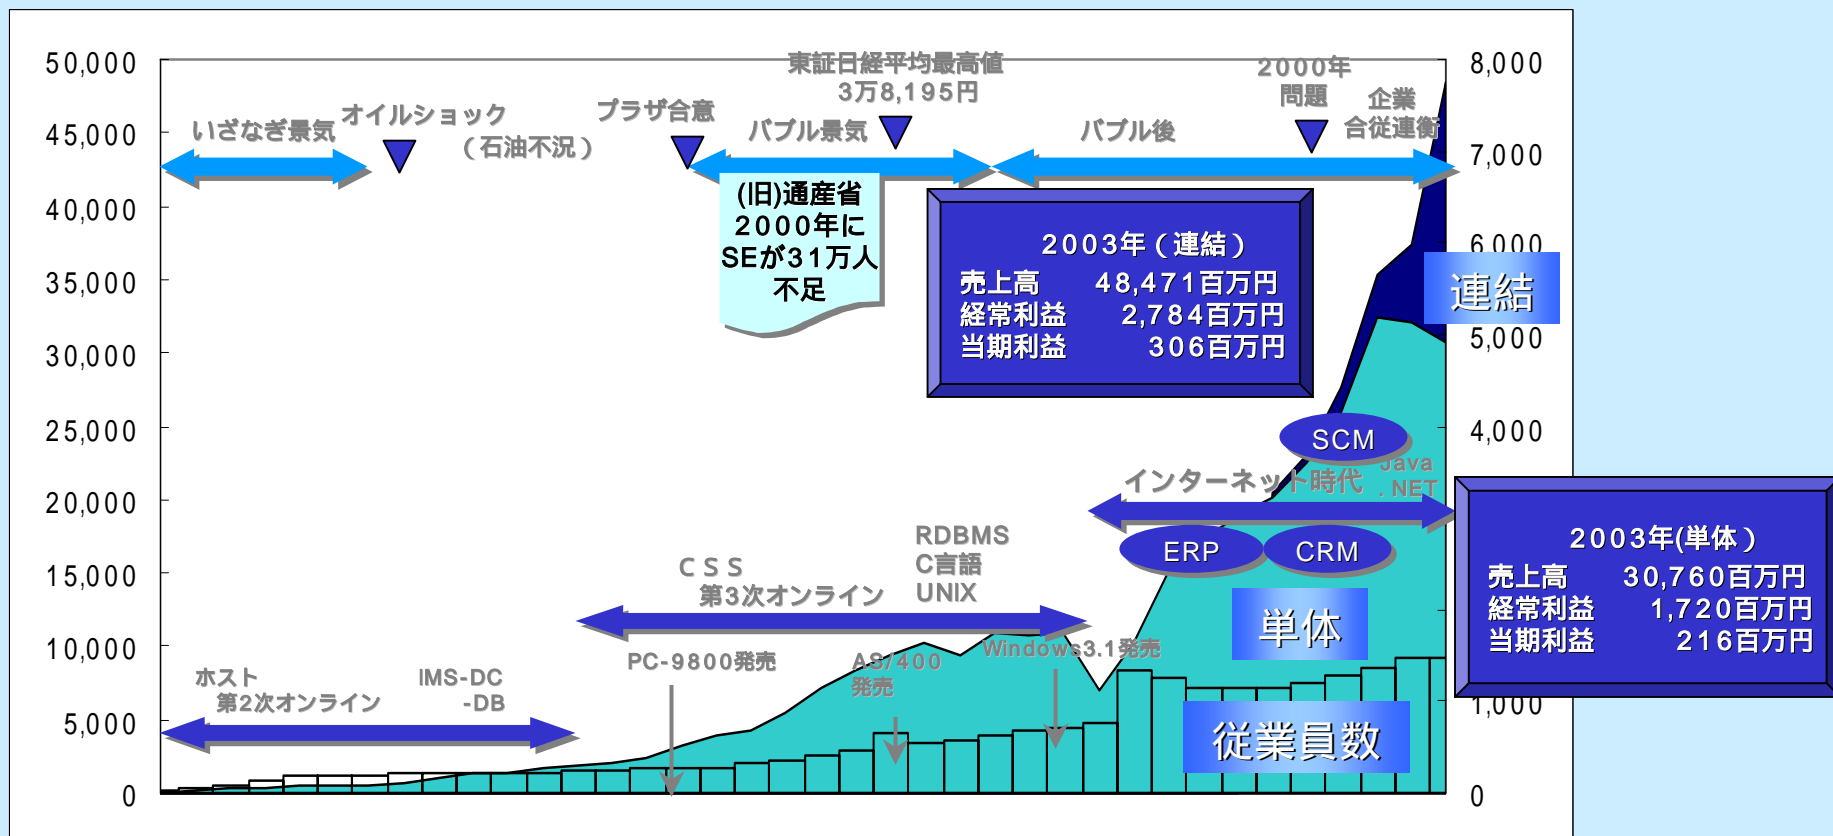 50,000
45,000
40,000
35,000
30,000
25,000
20,000
15,000
10,000
5,000
0
8,000
7,000
6,000
5,000
4,000
1,000
0
いざなぎ景気
オイルショック
（石油不況）
プラザ合意
バブル景気
東証日経平均最高値
3万8,195円
バブル後
2000年
問題
企業
合従連衡
(旧)通産省
2000年に
SEが31万人
不足
2003年（連結）
売上高 48,471百万円
経常利益 2,784百万円
当期利益 306百万円
連結
SCM
インターネット時代
Java
.NET
ERP
CRM
2003年(単体）
売上高 30,760百万円
経常利益 1,720百万円
当期利益 216百万円
単体
従業員数
ＣＳＳ
第3次オンライン
RDBMS
C言語
UNIX
PC-9800発売
AS/400
発売
Windows3.1発売
ホスト
第2次オンライン
IMS-DC
-DB